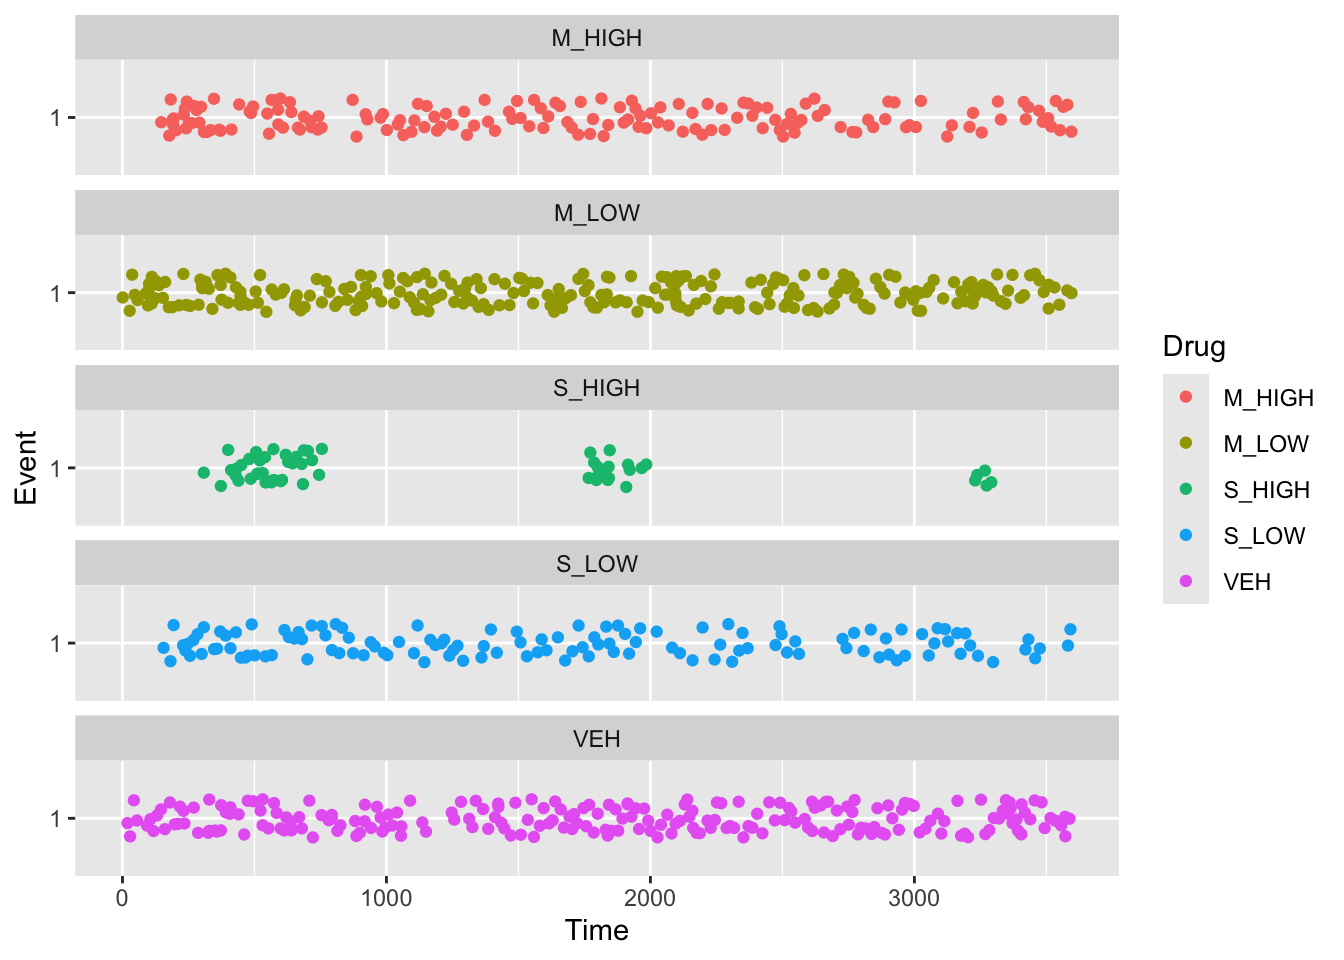 M_HIGH
1
M_LOW
1
S_HIGH
1
S_LOW
1
VEH
1
0 1000 2000 3000
Time
Event
Drug
M_HIGH
M_LOW
S_HIGH
S_LOW
VEH